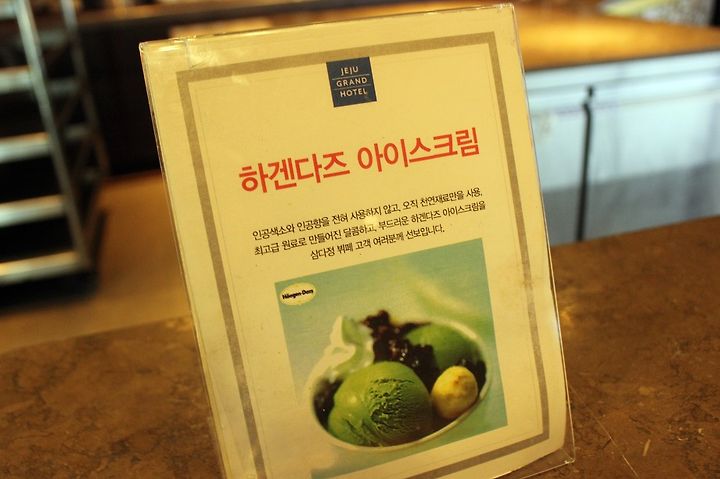 JEJU
GRAND
HOTEL
하겐다즈 아이스크림
인공색소와 인공향을 전혀 사용하지 않고, 오직 천연재료만을 사용,
최고급 원료로 만들어진 달콤하고, 부드러운 하겐다즈 아이스크림을
삼다정 뷔페 고객 여러분께 선보입니다.
Häagen-Dazs